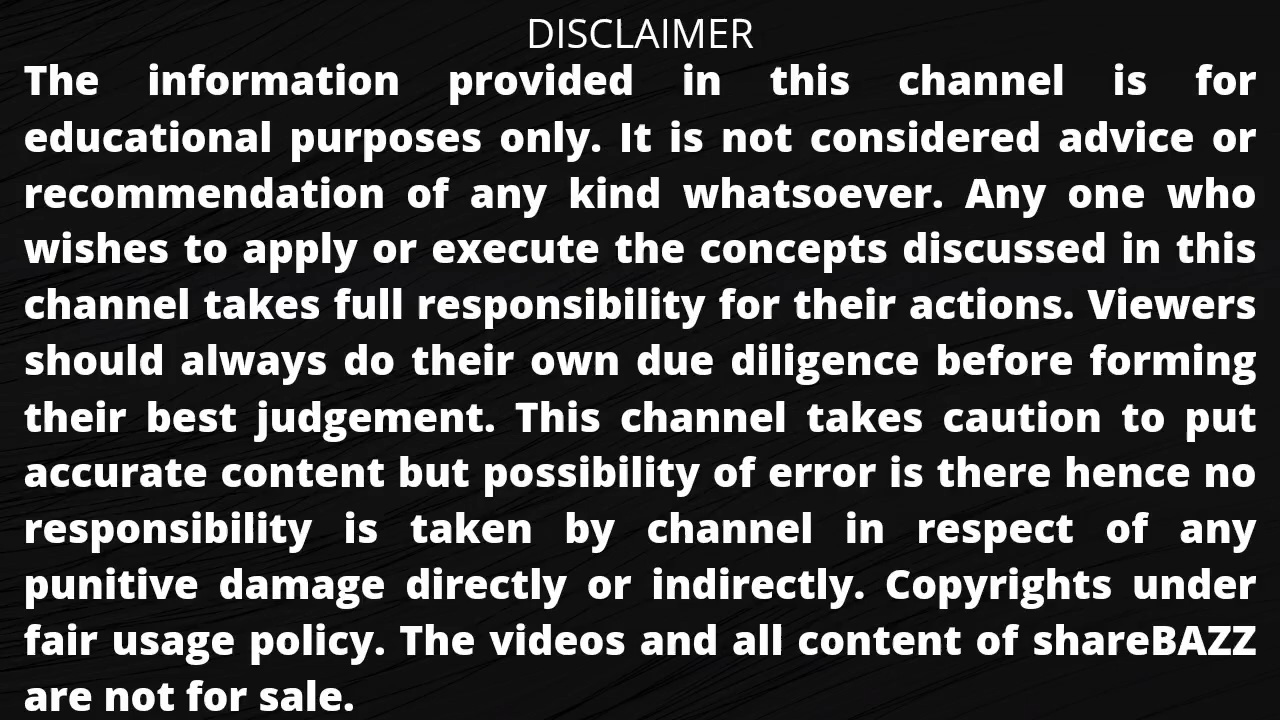 DISCLAIMER
The information provided in this channel is for
educational purposes only. It is not considered advice or
recommendation of any kind whatsoever. Any one who
wishes to apply or execute the concepts discussed in this
channel takes full responsibility for their actions. Viewers
should always do their own due diligence before forming
their best judgement. This channel takes caution to put
accurate content but possibility of error is there hence no
responsibility is taken by channel in respect of any
punitive damage directly or indirectly. Copyrights under
fair usage policy. The videos and all content of shareBAZZ
are not for sale.